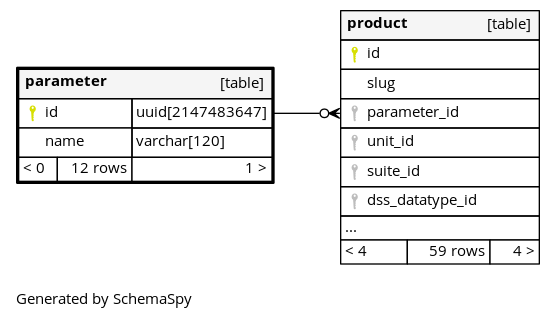 parameter [table]
id uuid[2147483647]
name varchar[120]
< 0 12 rows 1 >
product [table]
id
slug
parameter_id
unit_id
suite_id
dss_datatype_id
...
< 4 59 rows 4 >
Generated by SchemaSpy